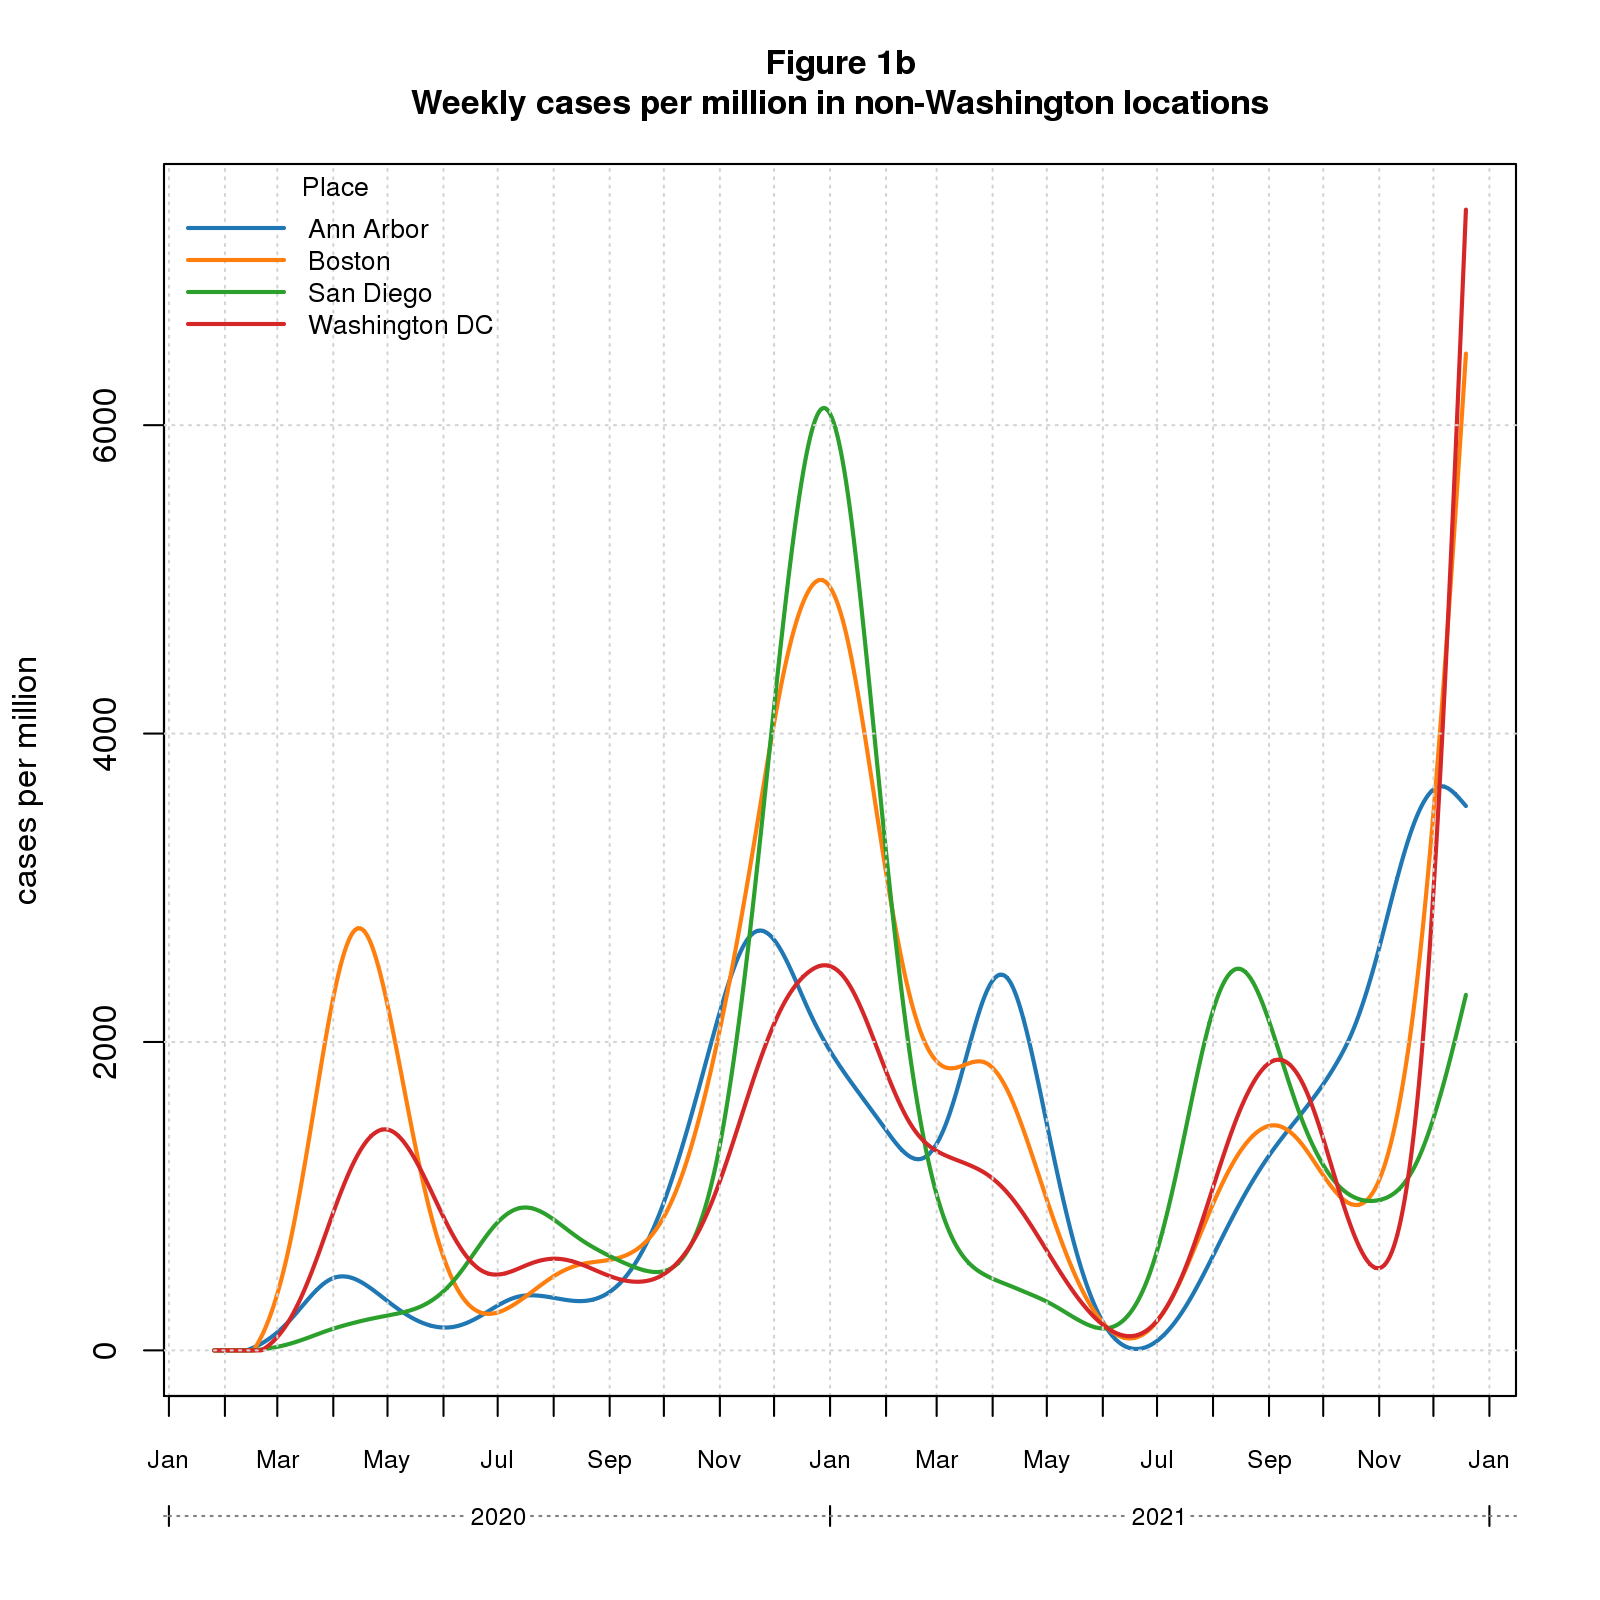 Figure 1b
Weekly cases per million in non-Washington locations
Place
Ann Arbor
Boston
San Diego
Washington DC
cases per million
6000
4000
2000
0
Jan Mar May Jul Sep Nov Jan Mar May Jul Sep Nov Jan
2020 2021